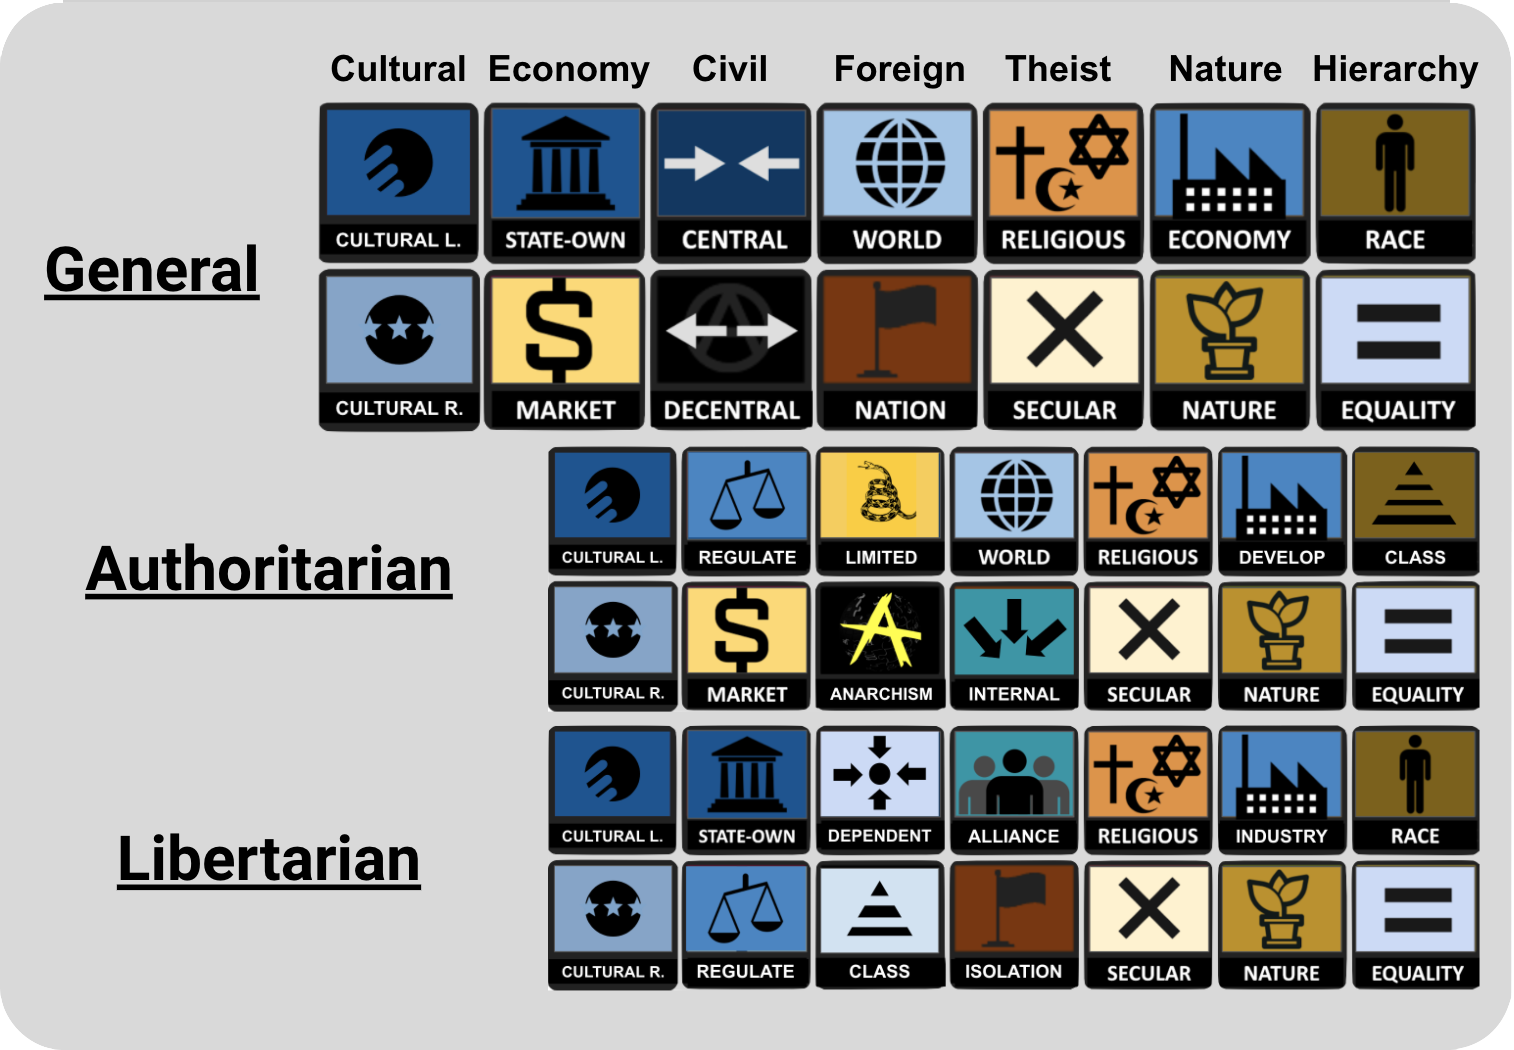 Cultural Economy Civil Foreign Theist Nature Hierarchy
General
CULTURAL L. STATE-OWN CENTRAL WORLD RELIGIOUS ECONOMY RACE
CULTURAL R. MARKET DECENTRAL NATION SECULAR NATURE EQUALITY
Authoritarian
CULTURAL L. REGULATE LIMITED WORLD RELIGIOUS DEVELOP CLASS
CULTURAL R. MARKET ANARCHISM INTERNAL SECULAR NATURE EQUALITY
Libertarian
CULTURAL L. STATE-OWN DEPENDENT ALLIANCE RELIGIOUS INDUSTRY RACE
CULTURAL R. REGULATE CLASS ISOLATION SECULAR NATURE EQUALITY